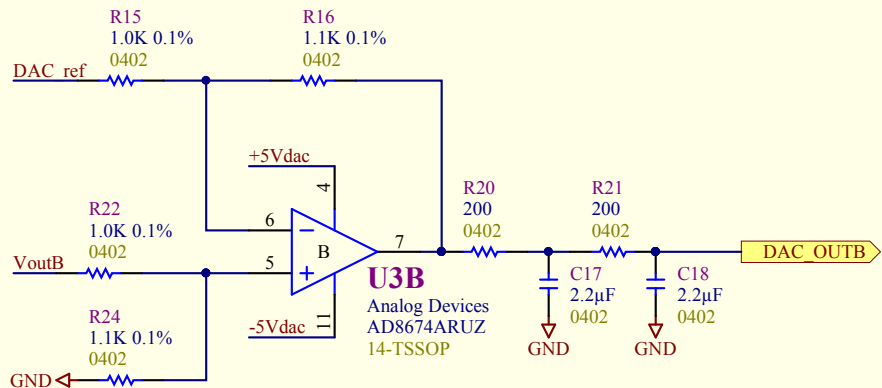 R15
1.0K 0.1%
0402
R16
1.1K 0.1%
0402
DAC_ref
+5Vdac
4
R22
1.0K 0.1%
0402
6
B
7
R20
200
0402
R21
200
0402
VoutB
5
U3B
Analog Devices
AD8674ARUZ
14-TSSOP
C17
2.2µF
0402
C18
2.2µF
0402
DAC_OUTB
-5Vdac
11
R24
1.1K 0.1%
0402
GND
GND
GND